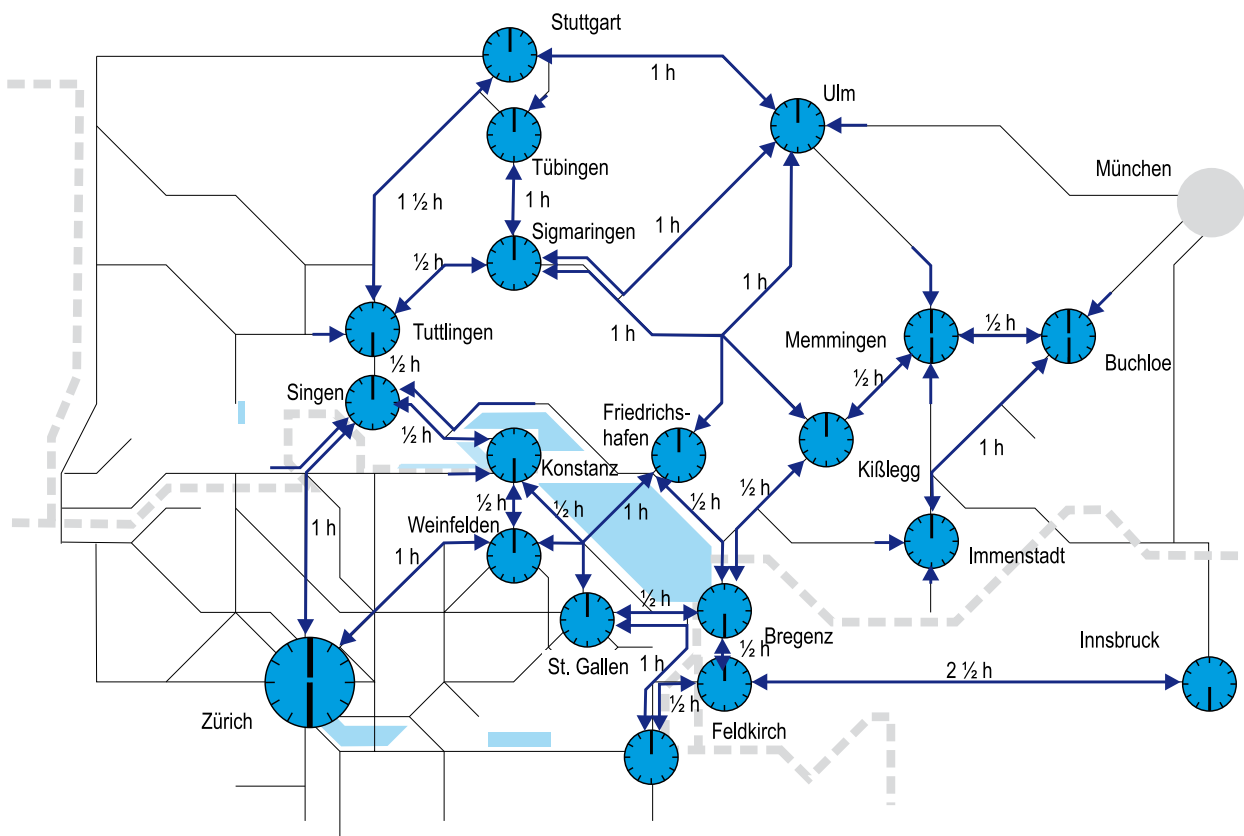 Stuttgart
1 h
Ulm
Tübingen
München
1 ½ h
1 h
1 h
Sigmaringen
½ h
1 h
1 h
Tuttlingen
Memmingen
½ h
Buchloe
½ h
½ h
Singen
Friedrichs-
hafen
½ h
Konstanz
Kißlegg
1 h
½ h
½ h
1 h
½ h
½ h
Weinfelden
1 h
1 h
Immenstadt
½ h
Bregenz
Innsbruck
½ h
St. Gallen
1 h
2 ½ h
½ h
Zürich
Feldkirch